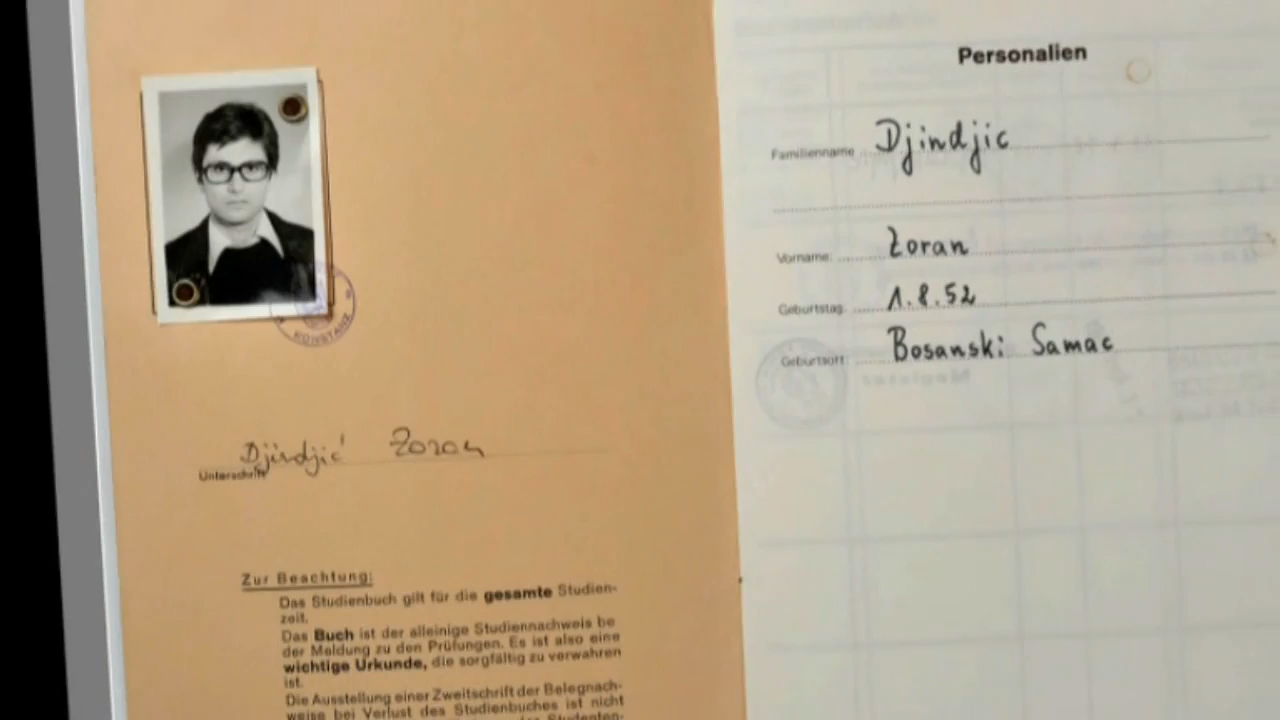 KONSTANZ
Djindjić Zoran
Unterschrift
Zur Beachtung:
Das Studienbuch gilt für die gesamte Studien-
zeit.
Das Buch ist der alleinige Studiennachweis be
der Meldung zu den Prüfungen. Es ist also eine
wichtige Urkunde, die sorgfältig zu verwahren
ist.
Die Ausstellung einer Zweitschrift der Belegnach-
weise bei Verlust des Studienbuches ist nicht
Studenten-
Personalien
Familienname Djindjic
Vorname: Zoran
Geburtstag: 1.8.52
Geburtsort: Bosanski Samac